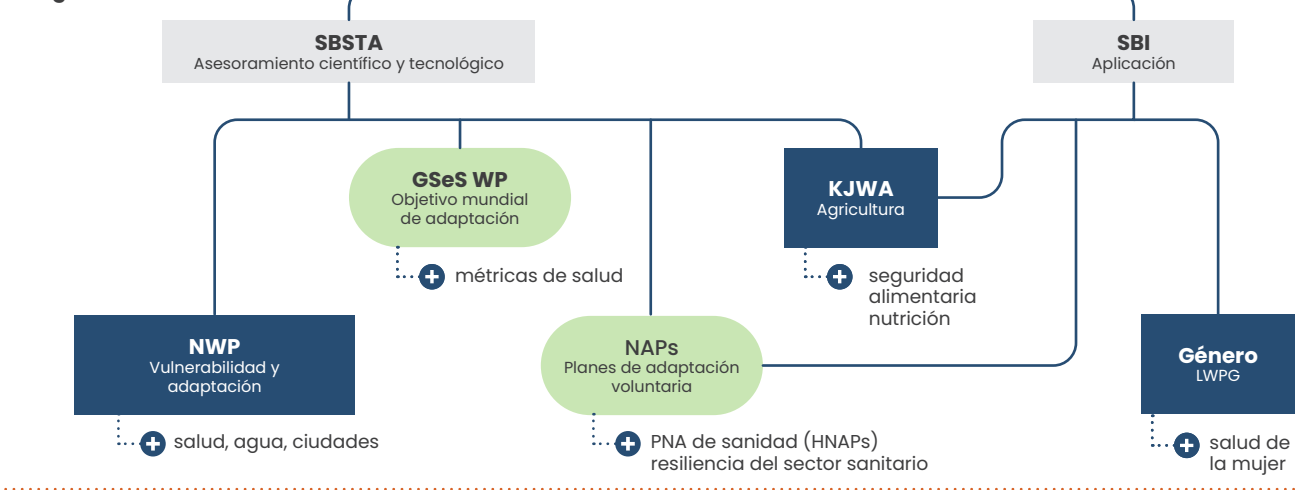 SBSTA
Asesoramiento científico y tecnológico
SBI
Aplicación
GSeS WP
Objetivo mundial
de adaptación
KJWA
Agricultura
métricas de salud
seguridad
alimentaria
nutrición
NWP
Vulnerabilidad y
adaptación
NAPs
Planes de adaptación
voluntaria
Género
LWPG
salud, agua, ciudades
PNA de sanidad (HNAPs)
resiliencia del sector sanitario
salud de
la mujer